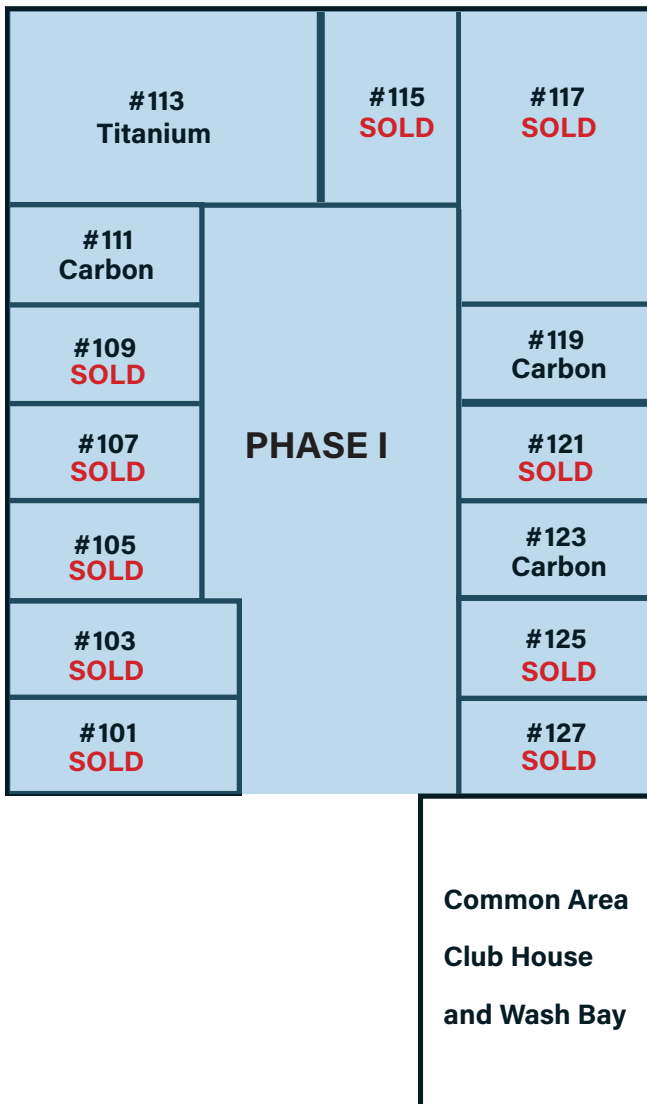 #113
Titanium
#115
SOLD
#117
SOLD
#111
Carbon
#109
SOLD
#119
Carbon
#107
SOLD
PHASE I
#121
SOLD
#105
SOLD
#123
Carbon
#103
SOLD
#125
SOLD
#101
SOLD
#127
SOLD
Common Area
Club House
and Wash Bay